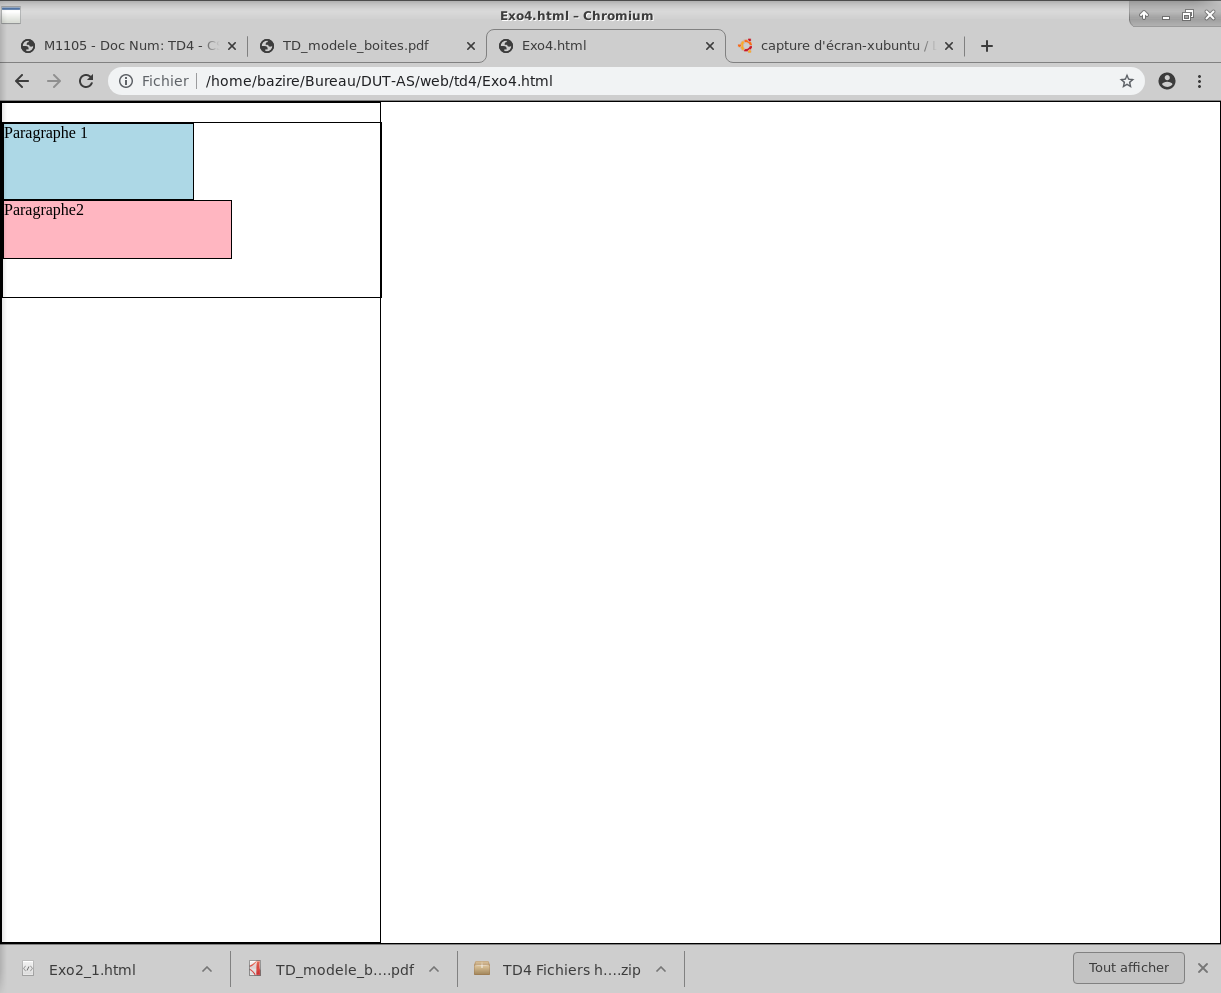 Exo4.html – Chromium
M1105 - Doc Num: TD4 - CS
TD_modele_boites.pdf
Exo4.html
capture d'écran-xubuntu /
Fichier
/home/bazire/Bureau/DUT-AS/web/td4/Exo4.html
Paragraphe 1
Paragraphe2
Exo2_1.html
TD_modele_b....pdf
TD4 Fichiers h....zip
Tout afficher